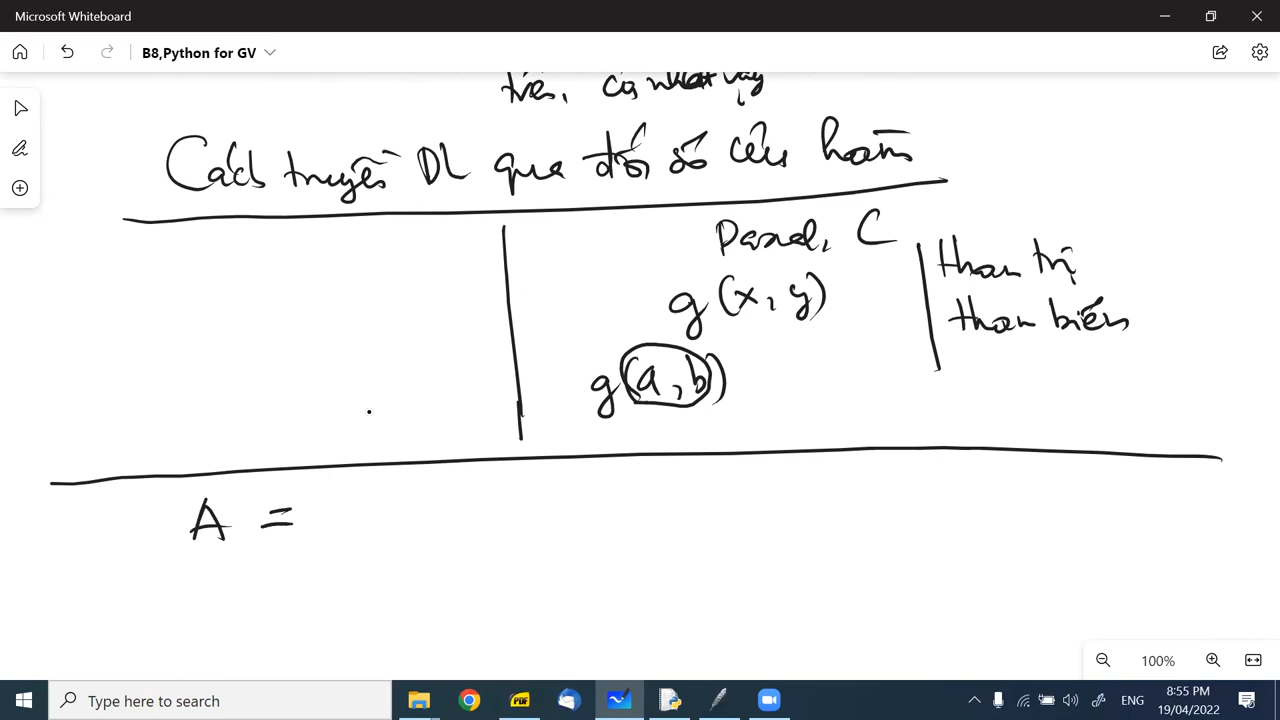 Microsoft Whiteboard
B8,Python for GV
trên,
Cách truyền DL qua đối số của hàm
Pascal, C
tham trị
g(x, y)
tham biến
g(a, b)
A =
100%
Type here to search
ENG
8:55 PM
19/04/2022